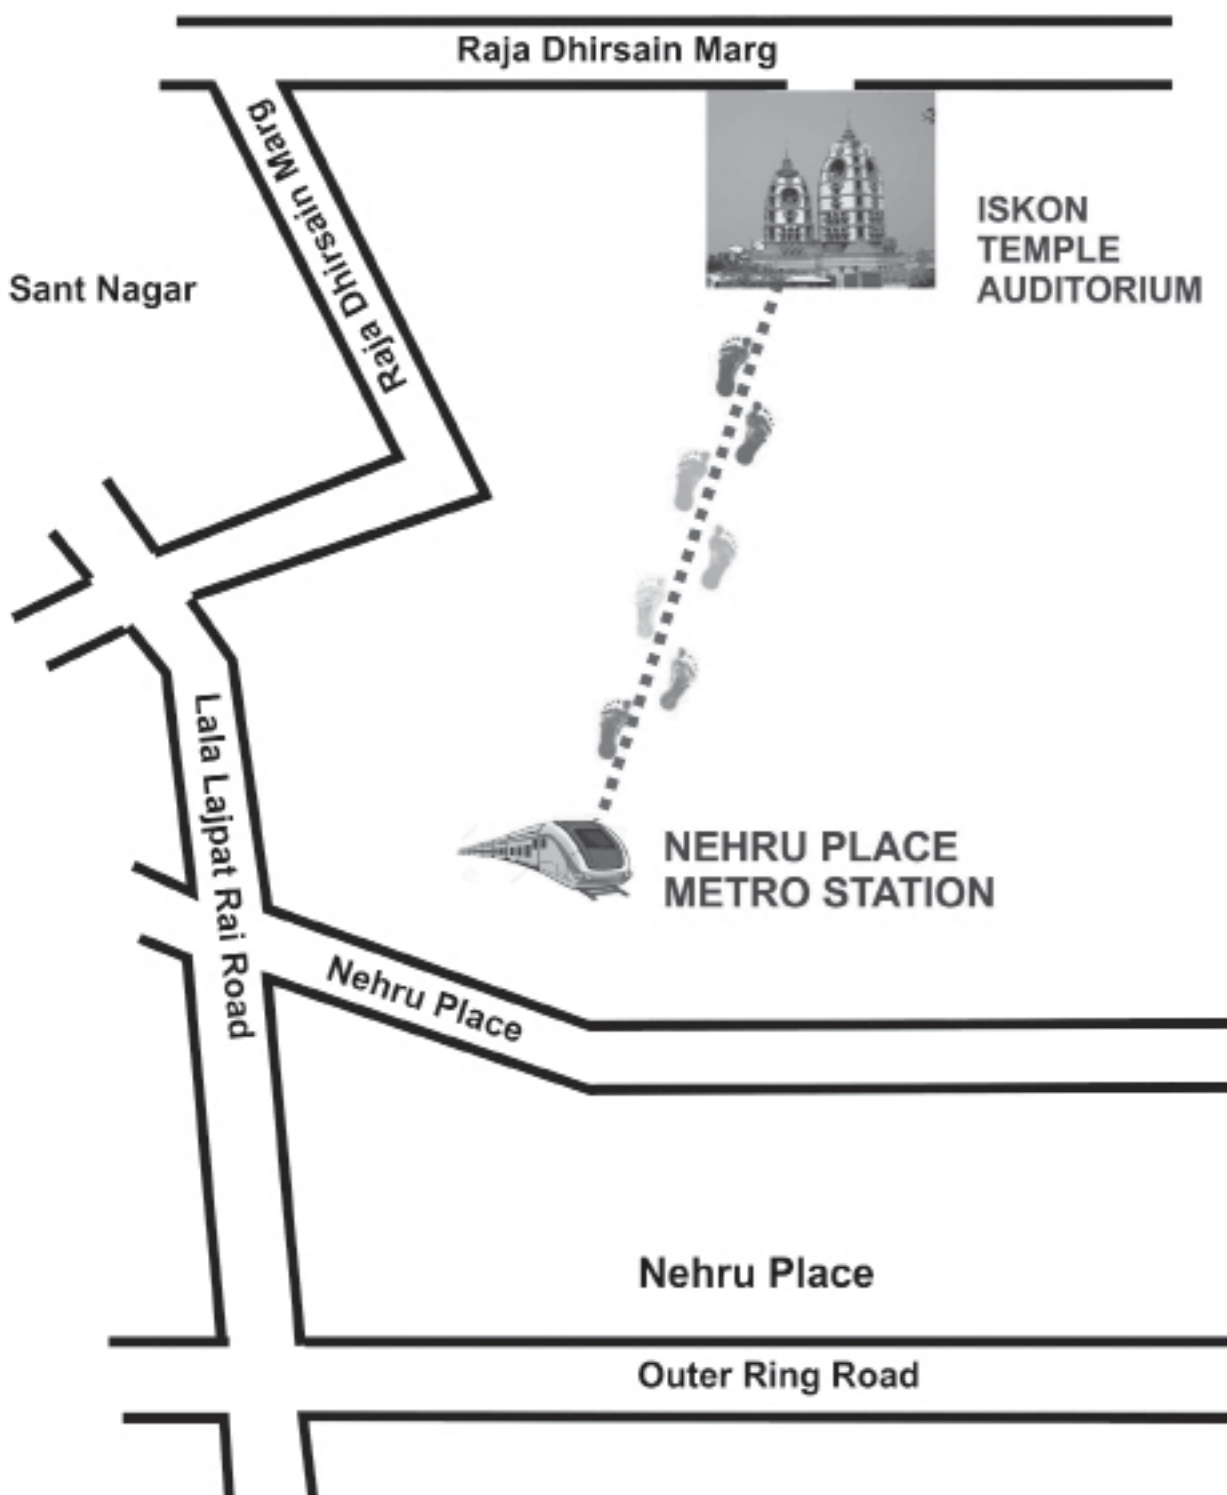 Raja Dhirsain Marg
Raja Dhirsain Marg
ISKON
TEMPLE
AUDITORIUM
Sant Nagar
Lala Lajpat Rai Road
NEHRU PLACE
METRO STATION
Nehru Place
Nehru Place
Outer Ring Road